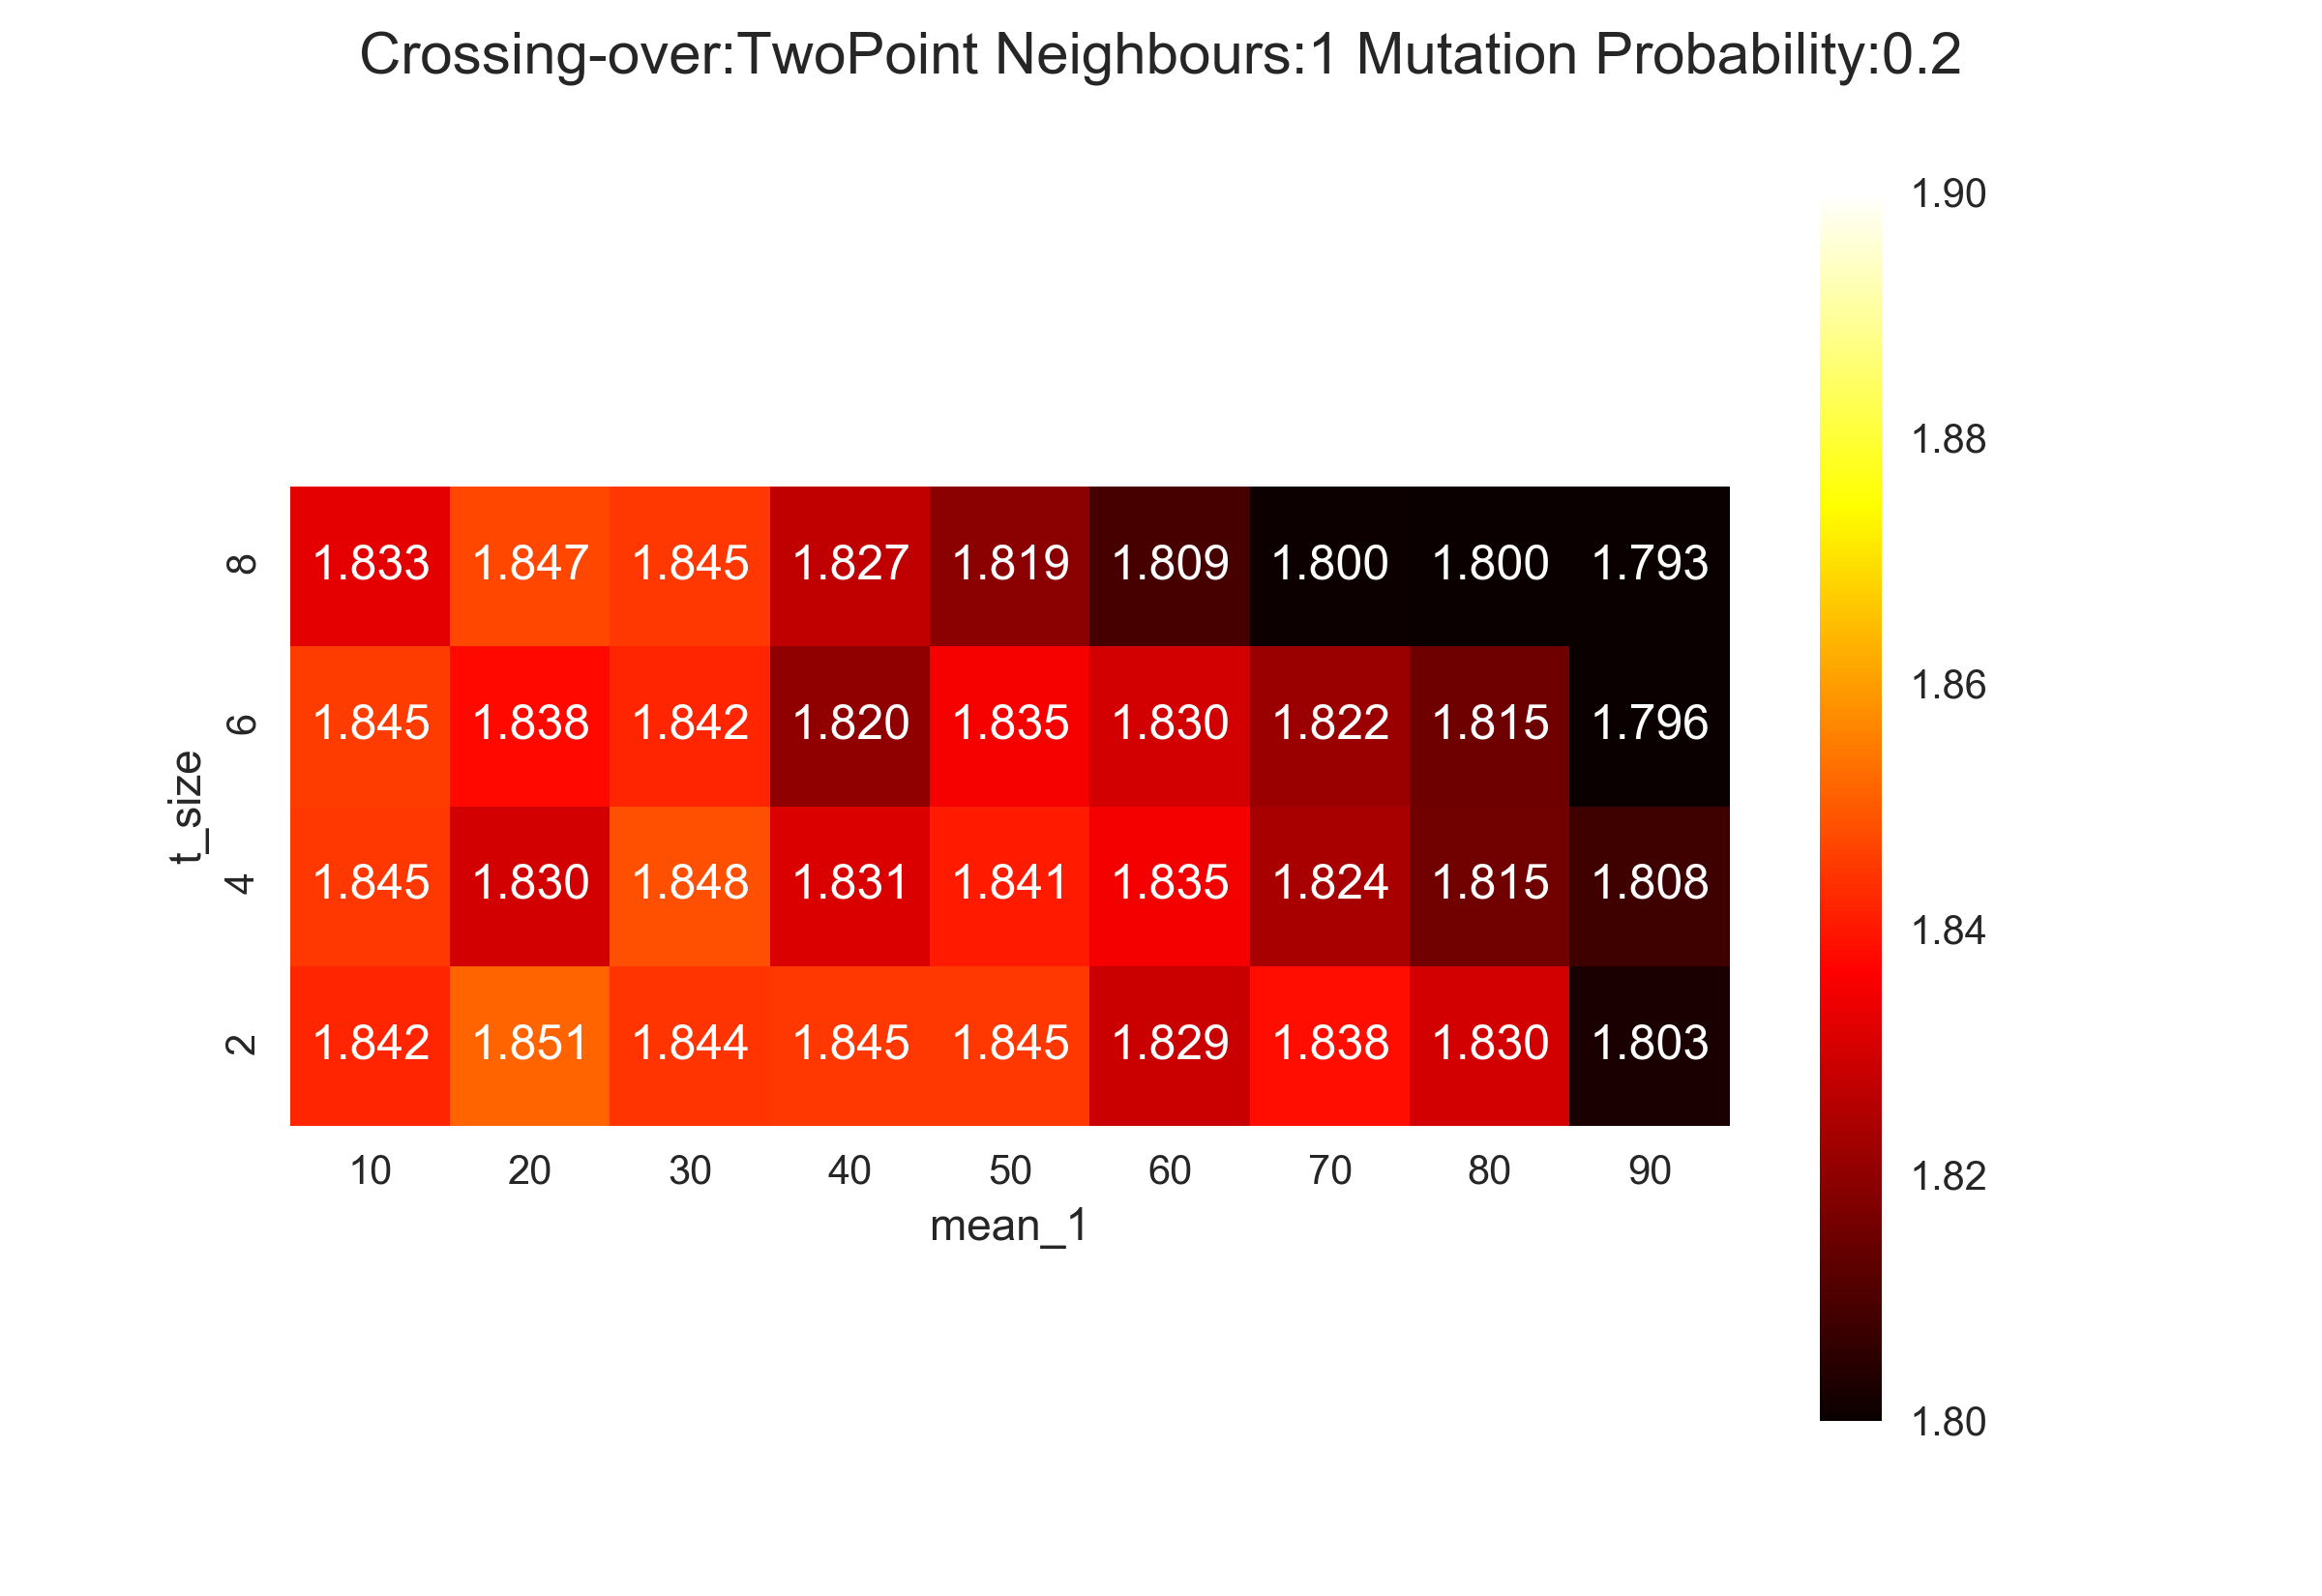 Crossing-over:TwoPoint Neighbours:1 Mutation Probability:0.2
t_size
8 1.833 1.847 1.845 1.827 1.819 1.809 1.800 1.800 1.793
6 1.845 1.838 1.842 1.820 1.835 1.830 1.822 1.815 1.796
4 1.845 1.830 1.848 1.831 1.841 1.835 1.824 1.815 1.808
2 1.842 1.851 1.844 1.845 1.845 1.829 1.838 1.830 1.803
10 20 30 40 50 60 70 80 90
mean_1
1.90
1.88
1.86
1.84
1.82
1.80